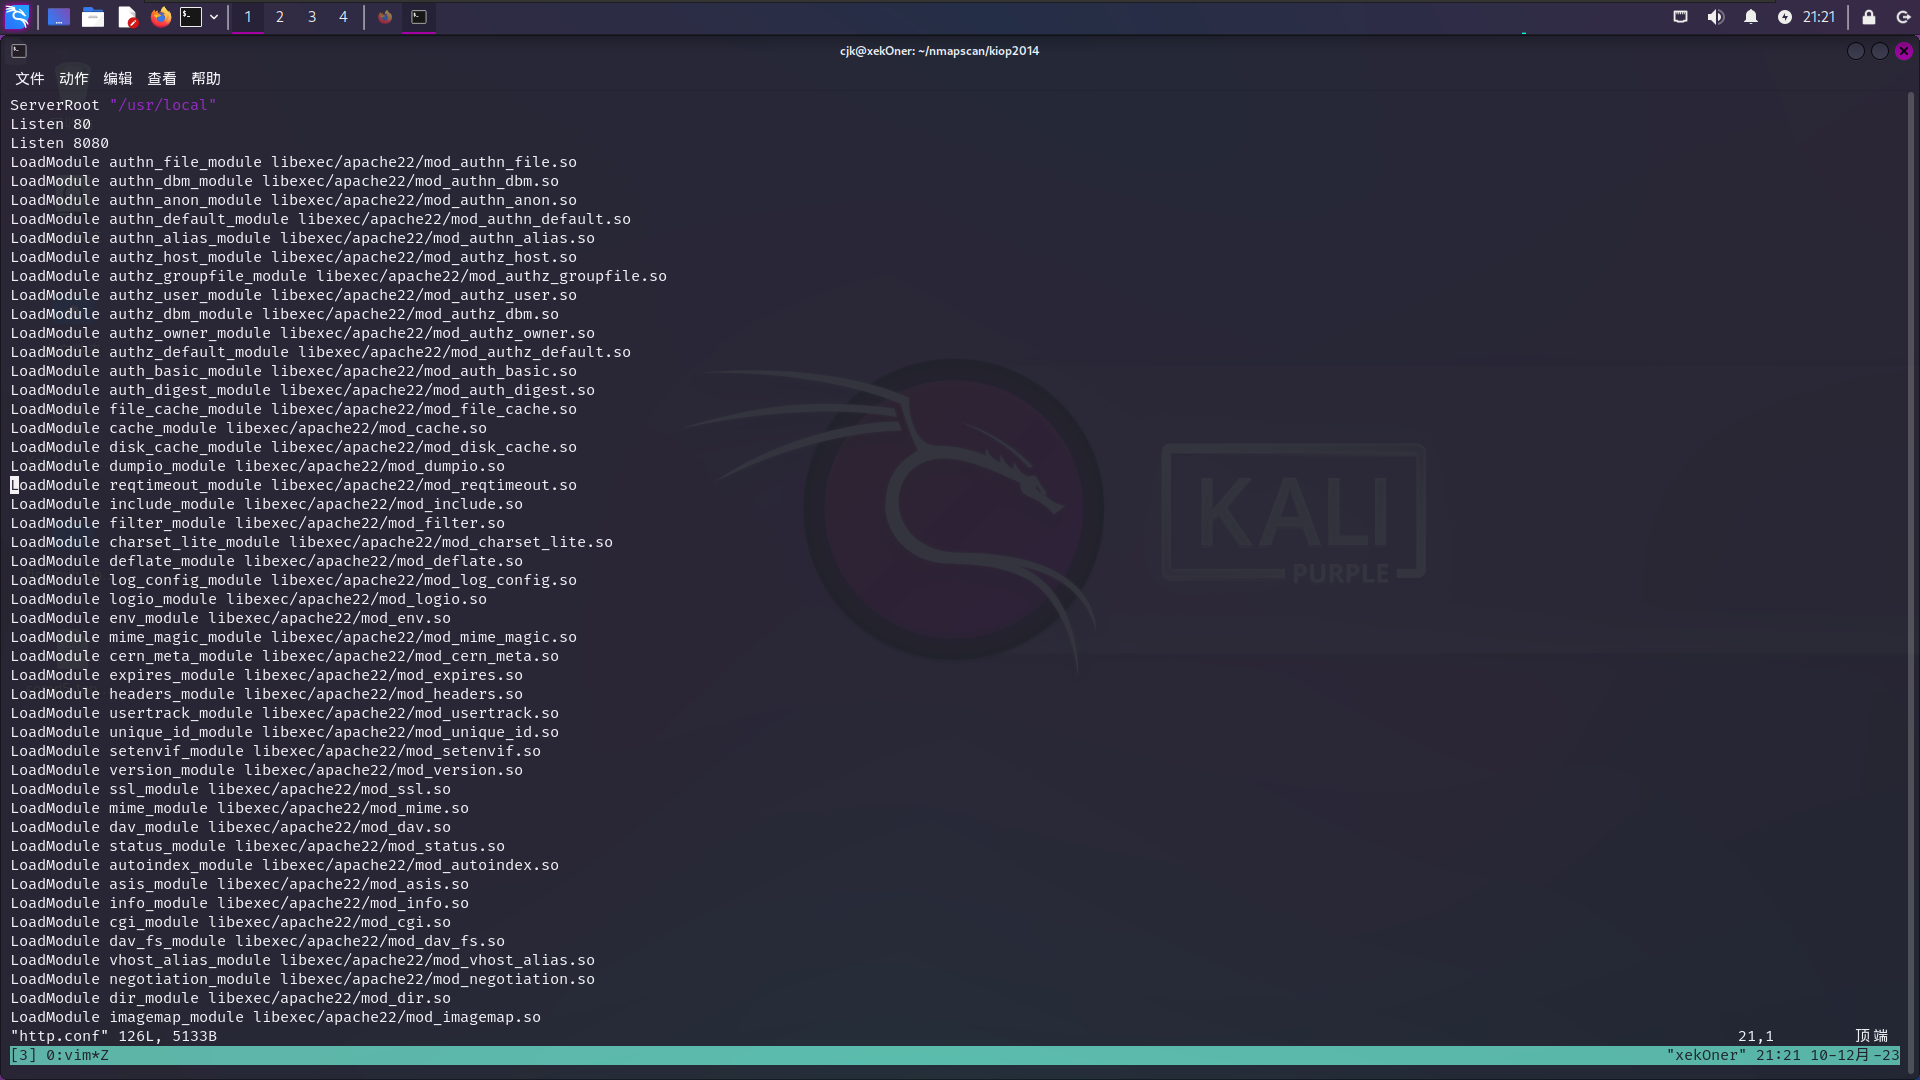 1 2 3 4 21:21
cjk@xekOner: ~/nmapscan/kiop2014
文件 动作 编辑 查看 帮助
ServerRoot "/usr/local"
Listen 80
Listen 8080
LoadModule authn_file_module libexec/apache22/mod_authn_file.so
LoadModule authn_dbm_module libexec/apache22/mod_authn_dbm.so
LoadModule authn_anon_module libexec/apache22/mod_authn_anon.so
LoadModule authn_default_module libexec/apache22/mod_authn_default.so
LoadModule authn_alias_module libexec/apache22/mod_authn_alias.so
LoadModule authz_host_module libexec/apache22/mod_authz_host.so
LoadModule authz_groupfile_module libexec/apache22/mod_authz_groupfile.so
LoadModule authz_user_module libexec/apache22/mod_authz_user.so
LoadModule authz_dbm_module libexec/apache22/mod_authz_dbm.so
LoadModule authz_owner_module libexec/apache22/mod_authz_owner.so
LoadModule authz_default_module libexec/apache22/mod_authz_default.so
LoadModule auth_basic_module libexec/apache22/mod_auth_basic.so
LoadModule auth_digest_module libexec/apache22/mod_auth_digest.so
LoadModule file_cache_module libexec/apache22/mod_file_cache.so
LoadModule cache_module libexec/apache22/mod_cache.so
LoadModule disk_cache_module libexec/apache22/mod_disk_cache.so
LoadModule dumpio_module libexec/apache22/mod_dumpio.so
LoadModule reqtimeout_module libexec/apache22/mod_reqtimeout.so
LoadModule include_module libexec/apache22/mod_include.so
LoadModule filter_module libexec/apache22/mod_filter.so
LoadModule charset_lite_module libexec/apache22/mod_charset_lite.so
LoadModule deflate_module libexec/apache22/mod_deflate.so
LoadModule log_config_module libexec/apache22/mod_log_config.so
LoadModule logio_module libexec/apache22/mod_logio.so
LoadModule env_module libexec/apache22/mod_env.so
LoadModule mime_magic_module libexec/apache22/mod_mime_magic.so
LoadModule cern_meta_module libexec/apache22/mod_cern_meta.so
LoadModule expires_module libexec/apache22/mod_expires.so
LoadModule headers_module libexec/apache22/mod_headers.so
LoadModule usertrack_module libexec/apache22/mod_usertrack.so
LoadModule unique_id_module libexec/apache22/mod_unique_id.so
LoadModule setenvif_module libexec/apache22/mod_setenvif.so
LoadModule version_module libexec/apache22/mod_version.so
LoadModule ssl_module libexec/apache22/mod_ssl.so
LoadModule mime_module libexec/apache22/mod_mime.so
LoadModule dav_module libexec/apache22/mod_dav.so
LoadModule status_module libexec/apache22/mod_status.so
LoadModule autoindex_module libexec/apache22/mod_autoindex.so
LoadModule asis_module libexec/apache22/mod_asis.so
LoadModule info_module libexec/apache22/mod_info.so
LoadModule cgi_module libexec/apache22/mod_cgi.so
LoadModule dav_fs_module libexec/apache22/mod_dav_fs.so
LoadModule vhost_alias_module libexec/apache22/mod_vhost_alias.so
LoadModule negotiation_module libexec/apache22/mod_negotiation.so
LoadModule dir_module libexec/apache22/mod_dir.so
LoadModule imagemap_module libexec/apache22/mod_imagemap.so
"http.conf" 126L, 5133B 21,1 顶端
[3] 0:vim*Z "xekOner" 21:21 10-12月-23
KALI
PURPLE